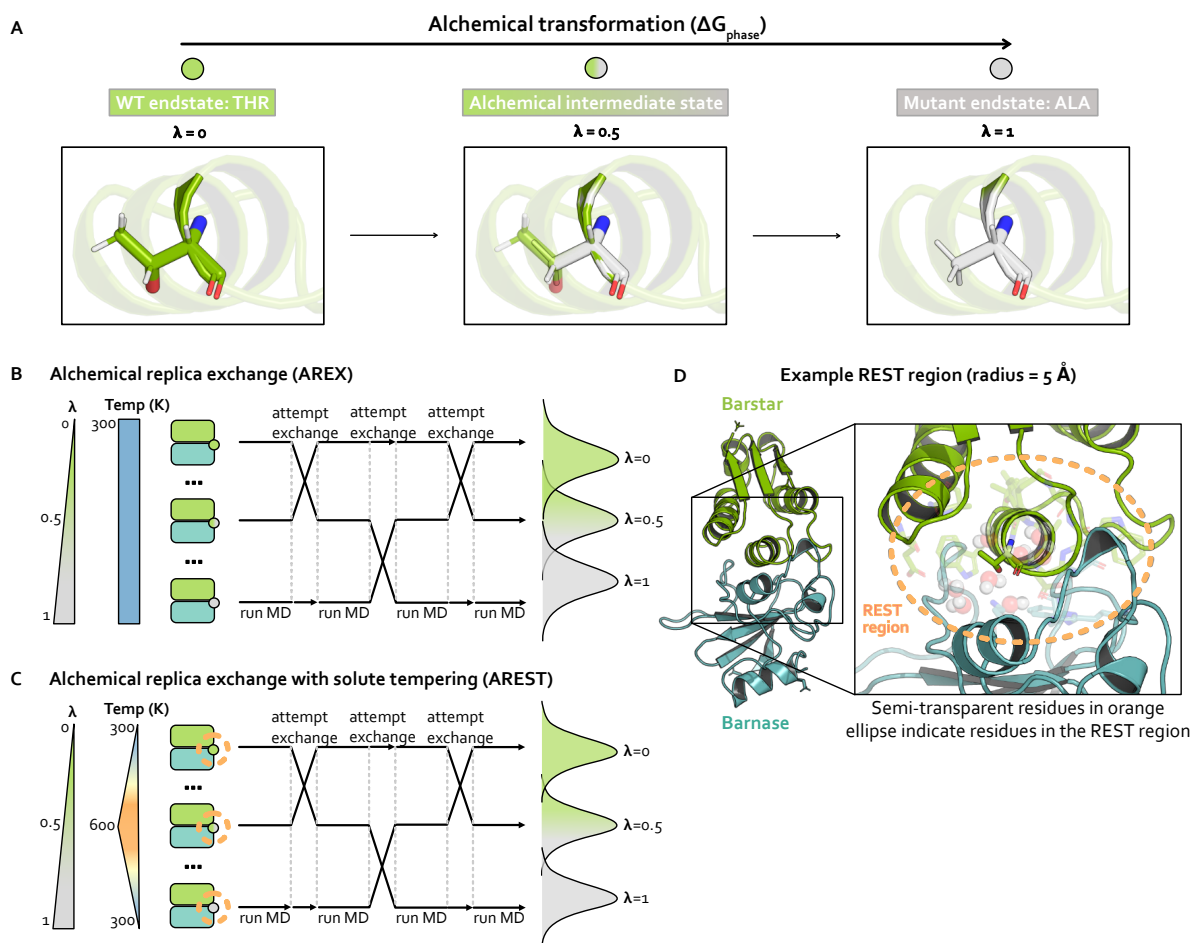 A
Alchemical transformation (ΔG_phase)
WT endstate: THR
Alchemical intermediate state
Mutant endstate: ALA
λ = 0
λ = 0.5
λ = 1
B Alchemical replica exchange (AREX)
λ
Temp (K)
0
300
0.5
1
attempt
exchange
attempt
exchange
attempt
exchange
...
...
run MD
run MD
run MD
run MD
λ=0
λ=0.5
λ=1
C Alchemical replica exchange with solute tempering (AREST)
λ
Temp (K)
0
300
0.5
600
1
300
attempt
exchange
attempt
exchange
attempt
exchange
...
...
run MD
run MD
run MD
run MD
λ=0
λ=0.5
λ=1
D Example REST region (radius = 5 Å)
Barstar
REST
region
Barnase
Semi-transparent residues in orange
ellipse indicate residues in the REST region